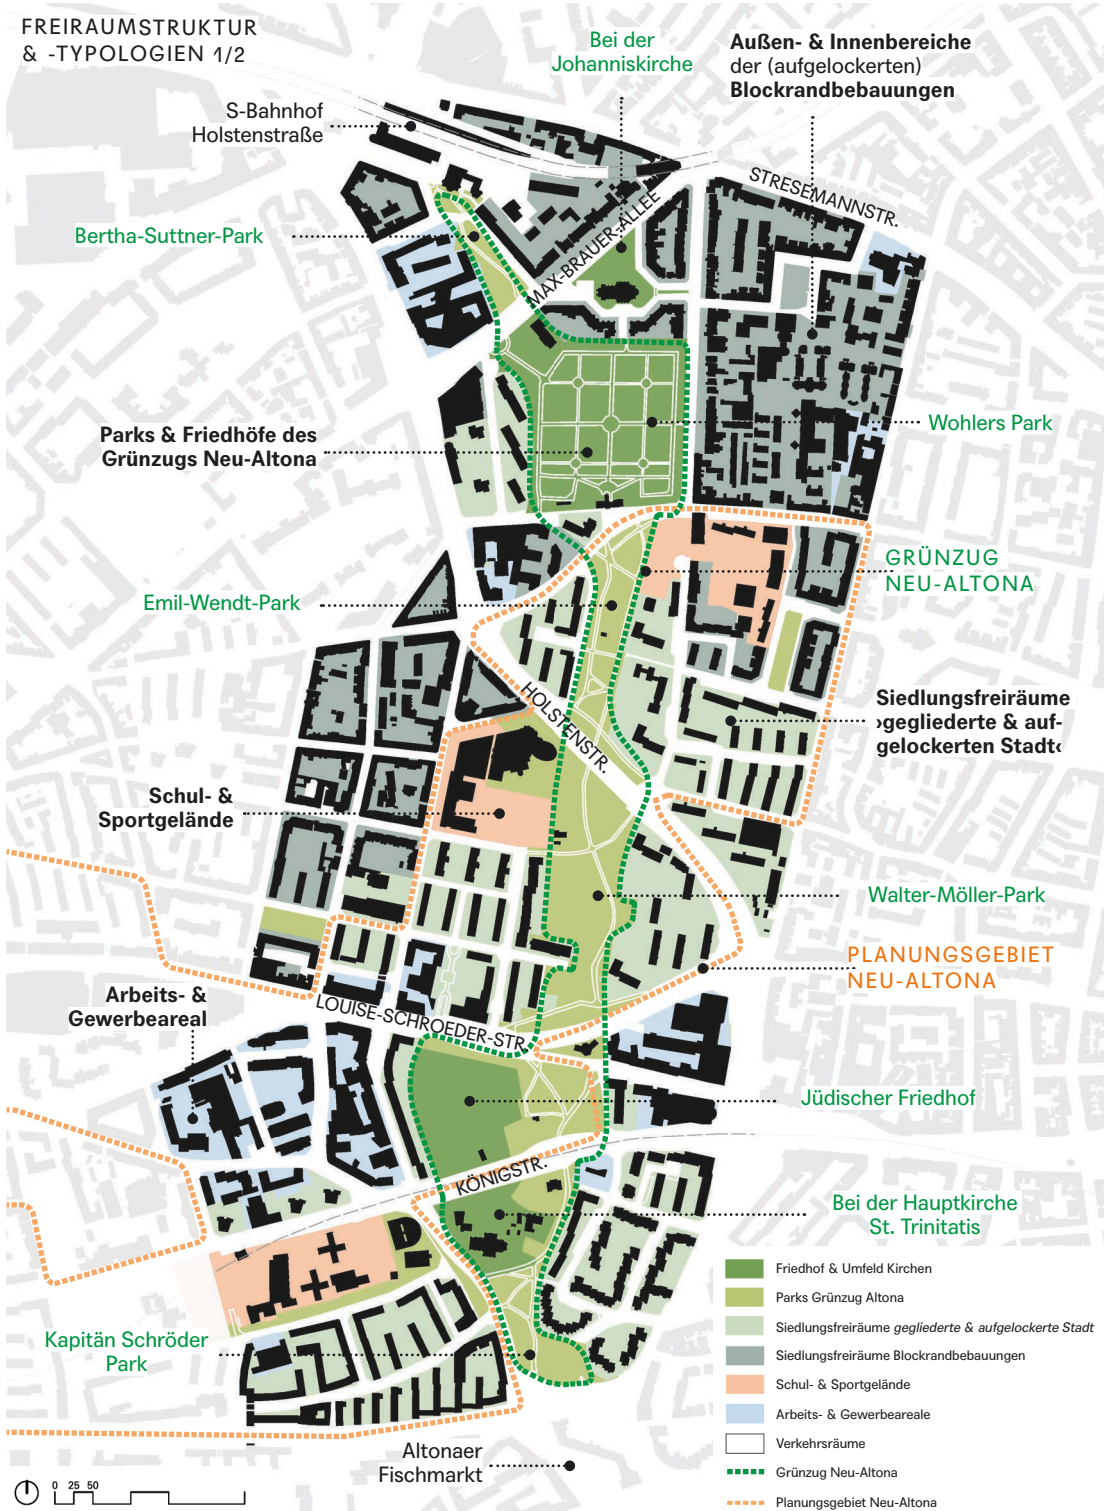 FREIRAUMSTRUKTUR
& -TYPOLOGIEN 1/2
Bei der
Johanniskirche
Außen- & Innenbereiche
der (aufgelockerten)
Blockrandbebauungen
S-Bahnhof
Holstenstraße
STRESEMANNSTR.
MAX-BRAUER-ALLEE
Bertha-Suttner-Park
Parks & Friedhöfe des
Grünzugs Neu-Altona
Wohlers Park
GRÜNZUG
NEU-ALTONA
Emil-Wendt-Park
HOLSTENSTR.
Siedlungsfreiräume
›gegliederte & auf-
gelockerten Stadt‹
Schul- &
Sportgelände
Walter-Möller-Park
PLANUNGSGEBIET
NEU-ALTONA
Arbeits- &
Gewerbeareal
LOUISE-SCHROEDER-STR.
Jüdischer Friedhof
KÖNIGSTR.
Bei der Hauptkirche
St. Trinitatis
Kapitän Schröder
Park
Altonaer
Fischmarkt
Friedhof & Umfeld Kirchen
Parks Grünzug Altona
Siedlungsfreiräume gegliederte & aufgelockerte Stadt
Siedlungsfreiräume Blockrandbebauungen
Schul- & Sportgelände
Arbeits- & Gewerbeareale
Verkehrsräume
Grünzug Neu-Altona
Planungsgebiet Neu-Altona
0 25 50